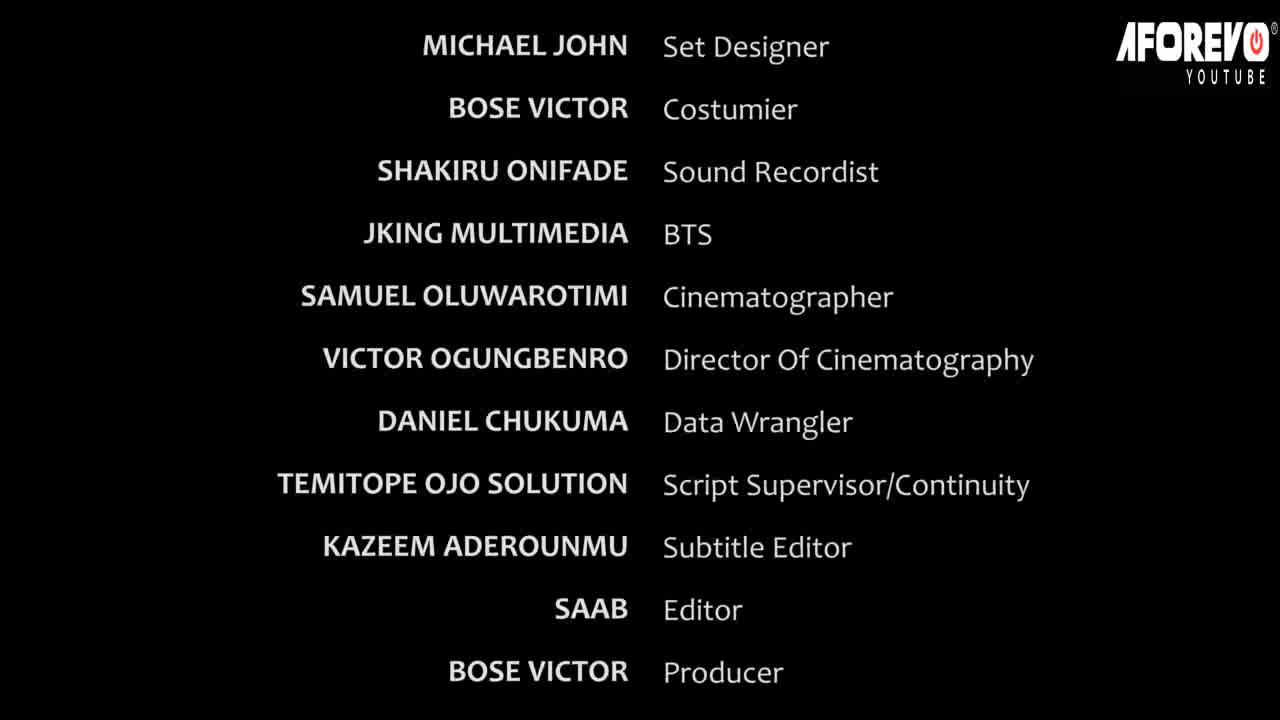 MICHAEL JOHN Set Designer
BOSE VICTOR Costumier
SHAKIRU ONIFADE Sound Recordist
JKING MULTIMEDIA BTS
SAMUEL OLUWAROTIMI Cinematographer
VICTOR OGUNGBENRO Director Of Cinematography
DANIEL CHUKUMA Data Wrangler
TEMITOPE OJO SOLUTION Script Supervisor/Continuity
KAZEEM ADEROUNMU Subtitle Editor
SAAB Editor
BOSE VICTOR Producer
AFOREVO®
YOUTUBE